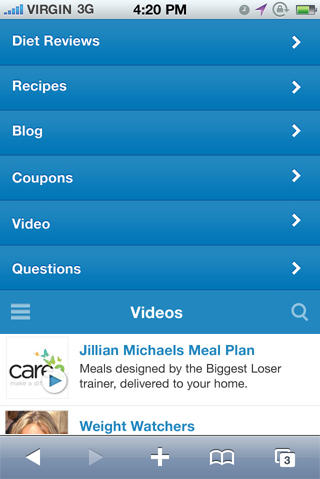 VIRGIN 3G 4:20 PM
Diet Reviews
Recipes
Blog
Coupons
Video
Questions
Videos
care2
make a dif
Jillian Michaels Meal Plan
Meals designed by the Biggest Loser
trainer, delivered to your home.
Weight Watchers
3